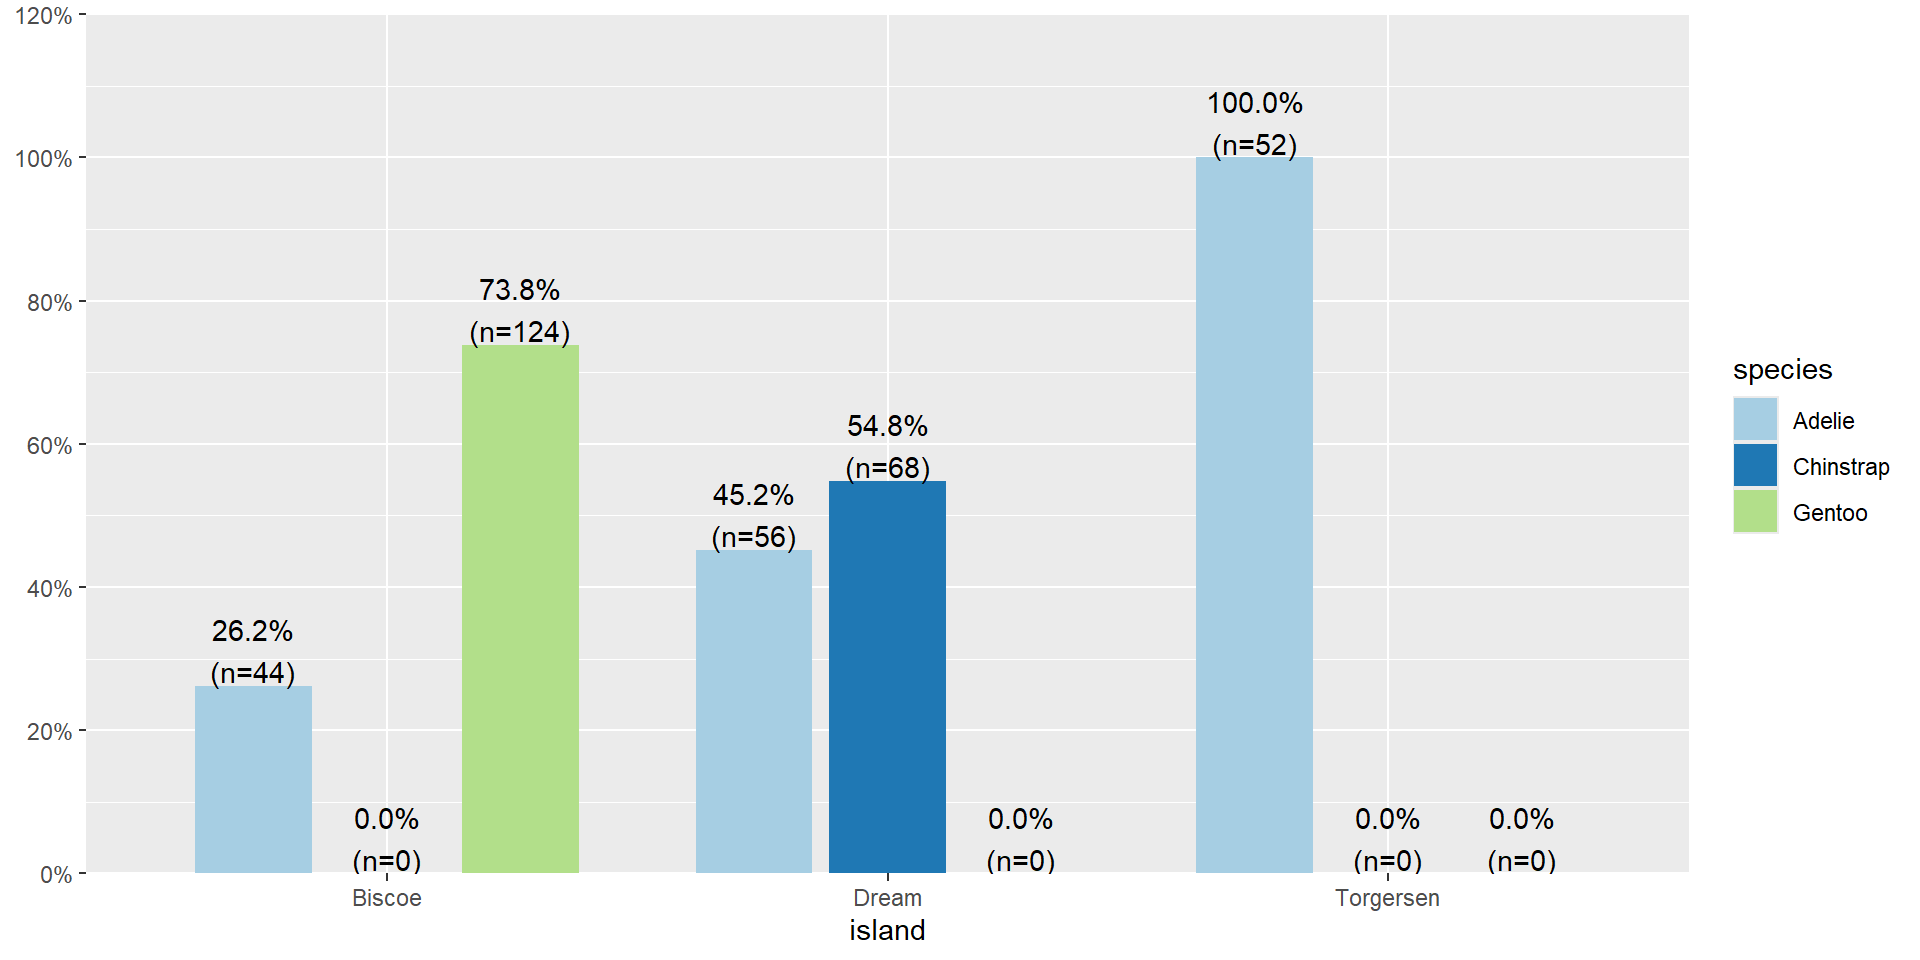 120%
100%
80%
60%
40%
20%
0%
26.2%
(n=44)
0.0%
(n=0)
73.8%
(n=124)
45.2%
(n=56)
54.8%
(n=68)
0.0%
(n=0)
100.0%
(n=52)
0.0%
(n=0)
0.0%
(n=0)
Biscoe
Dream
Torgersen
island
species
Adelie
Chinstrap
Gentoo